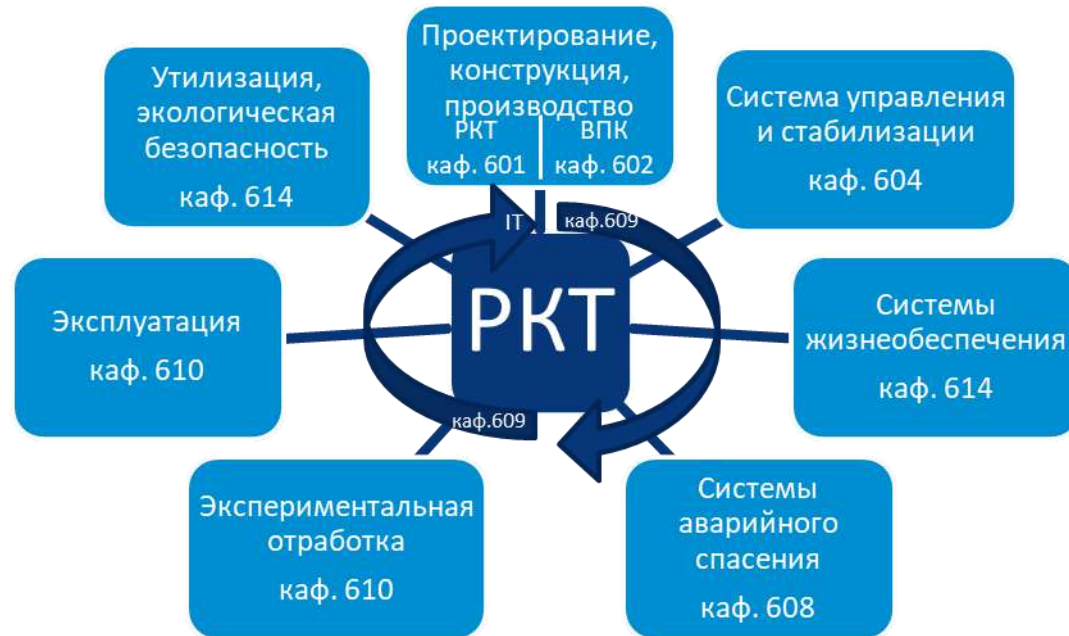 Проектирование,
конструкция,
производство
РКТ
каф. 601
ВПК
каф. 602
Система управления
и стабилизации
каф. 604
Системы
жизнеобеспечения
каф. 614
Системы
аварийного
спасения
каф. 608
Экспериментальная
отработка
каф. 610
Эксплуатация
каф. 610
Утилизация,
экологическая
безопасность
каф. 614
IT
каф.609
РКТ
каф.609